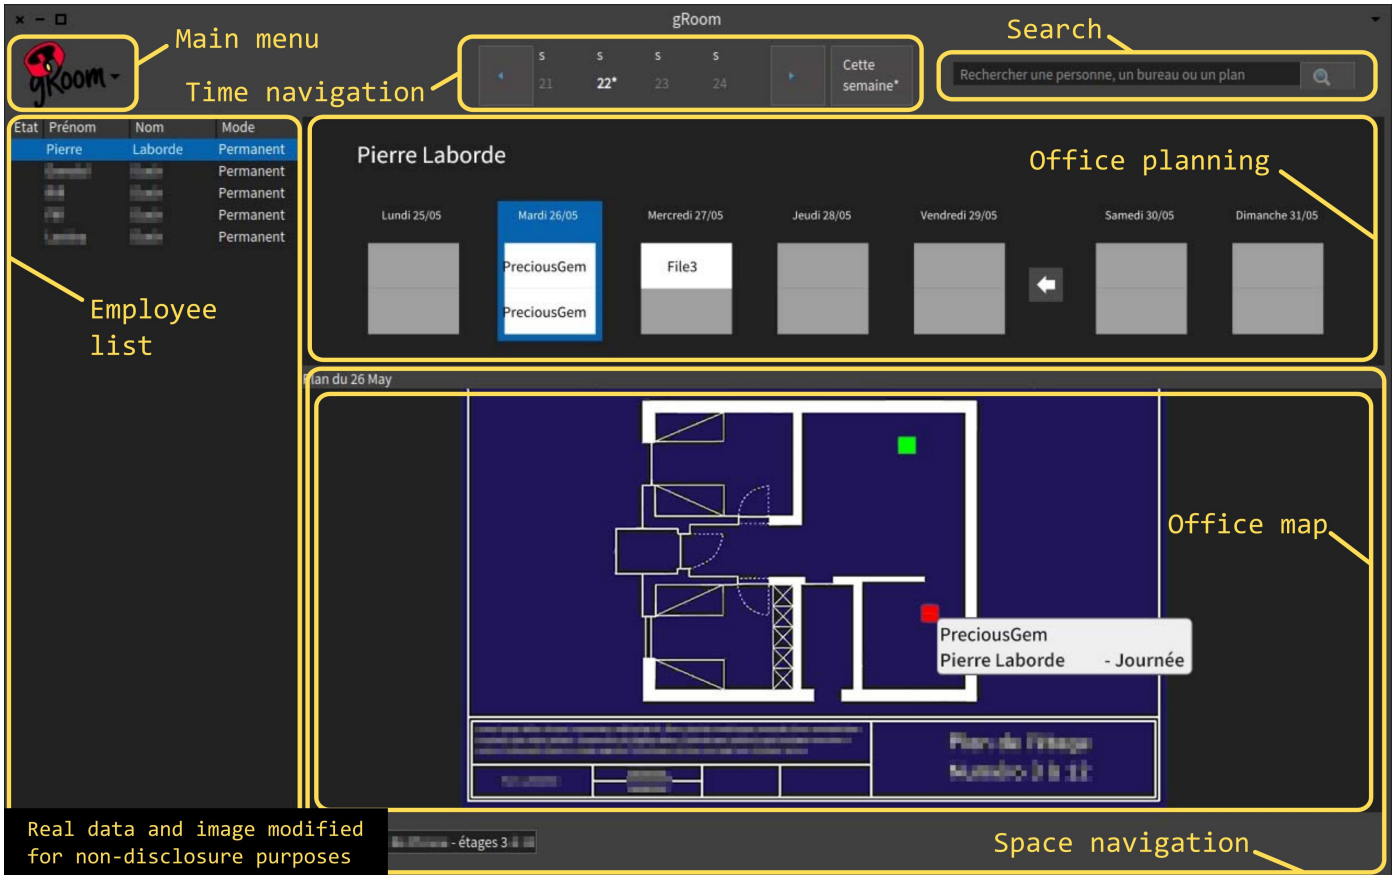 gRoom
Main menu
Time navigation
Search
gRoom
S S S S
21 22* 23 24
Cette
semaine*
Rechercher une personne, un bureau ou un plan
Etat Prénom Nom Mode
Pierre Laborde Permanent
Permanent
Permanent
Permanent
Permanent
Employee
list
Pierre Laborde
Office planning
Lundi 25/05 Mardi 26/05 Mercredi 27/05 Jeudi 28/05 Vendredi 29/05 Samedi 30/05 Dimanche 31/05
PreciousGem File3
PreciousGem
Plan du 26 May
Office map
PreciousGem
Pierre Laborde - Journée
Real data and image modified
for non-disclosure purposes
- étages 3
Space navigation